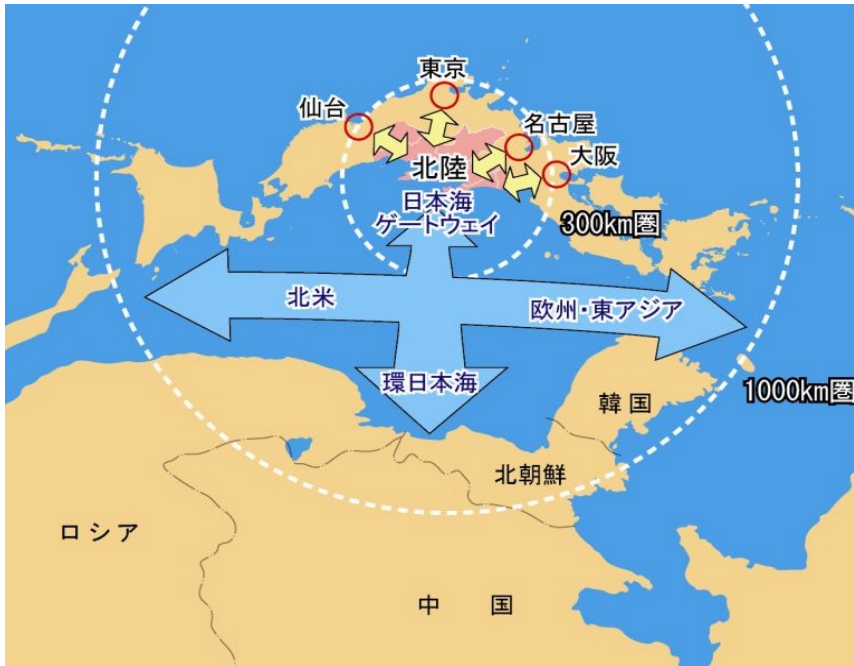 東京
仙台
名古屋
大阪
北陸
日本海
ゲートウェイ
300km圏
北米
欧州・東アジア
環日本海
1000km圏
韓国
北朝鮮
ロシア
中国